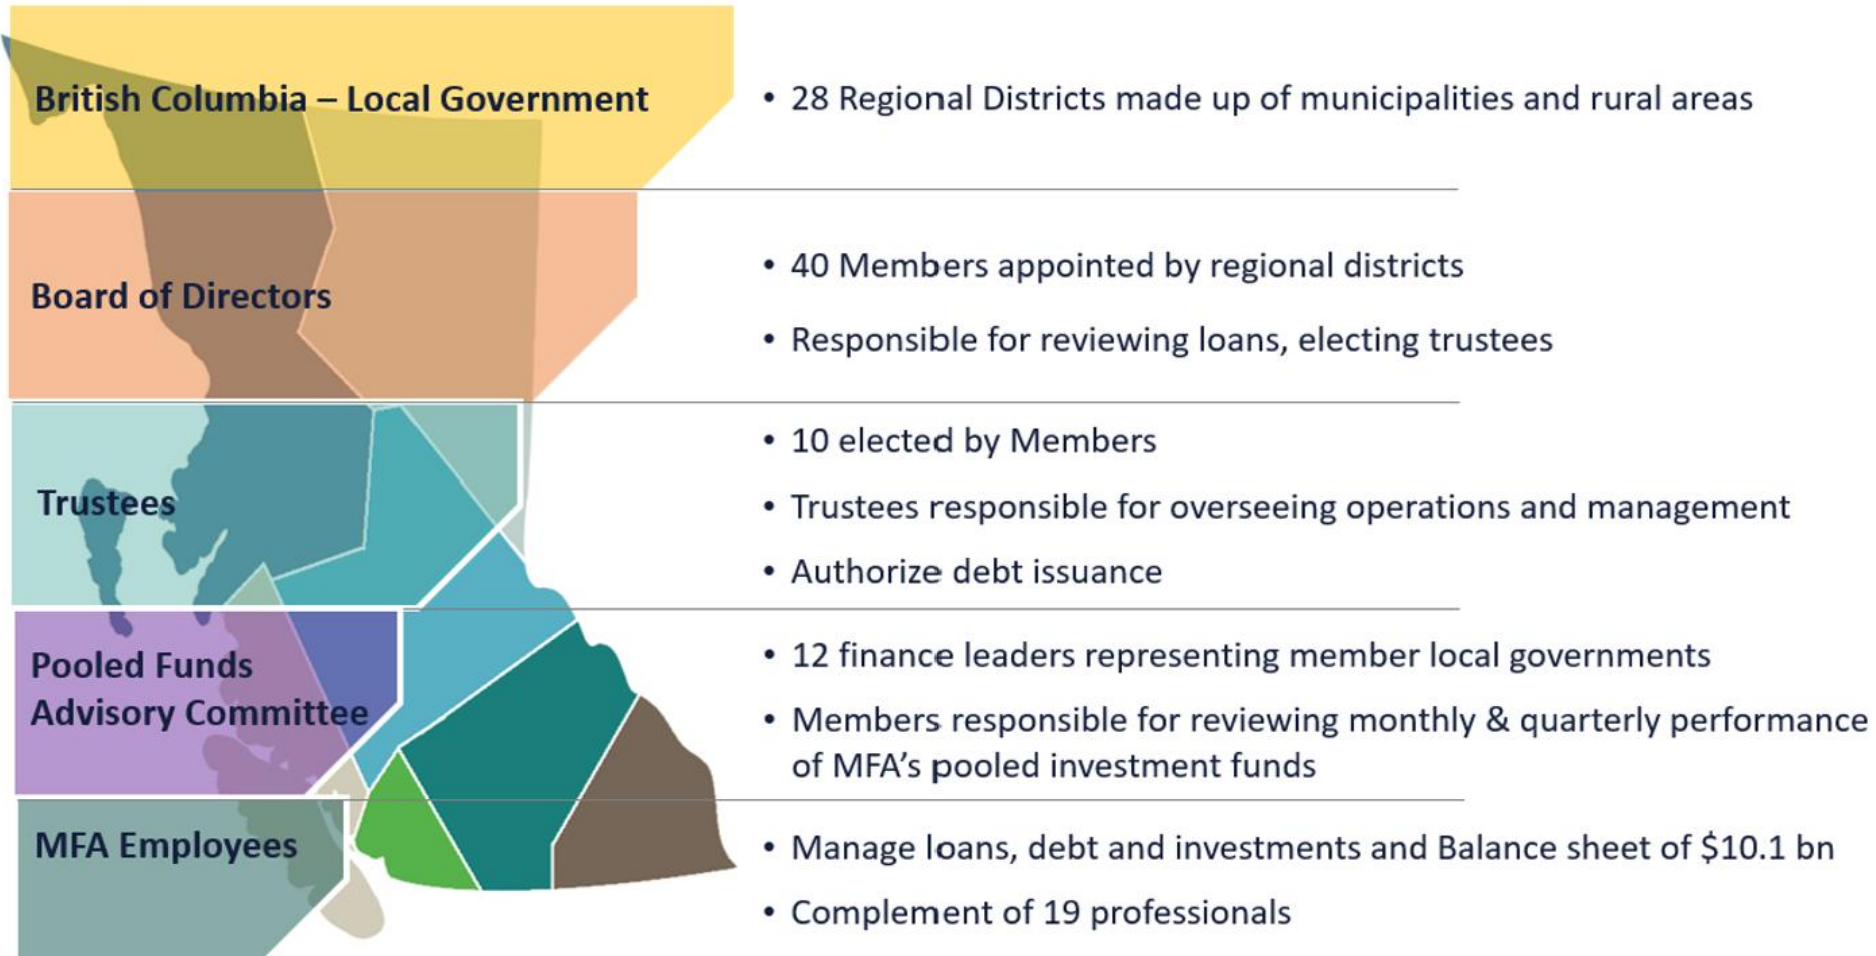 British Columbia – Local Government
• 28 Regional Districts made up of municipalities and rural areas
Board of Directors
• 40 Members appointed by regional districts
• Responsible for reviewing loans, electing trustees
Trustees
• 10 elected by Members
• Trustees responsible for overseeing operations and management
• Authorize debt issuance
Pooled Funds
Advisory Committee
• 12 finance leaders representing member local governments
• Members responsible for reviewing monthly & quarterly performance
of MFA’s pooled investment funds
MFA Employees
• Manage loans, debt and investments and Balance sheet of $10.1 bn
• Complement of 19 professionals